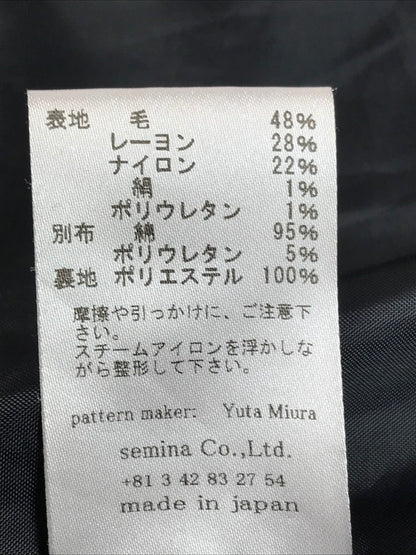 表地 毛 48%
レーヨン 28%
ナイロン 22%
絹 1%
ポリウレタン 1%
別布 綿 95%
ポリウレタン 5%
裏地 ポリエステル 100%
摩擦や引っかけに、ご注意下
さい。
スチームアイロンを浮かしな
がら整形して下さい。
pattern maker: Yuta Miura
semina Co.,Ltd.
+81 3 42 83 27 54
made in japan